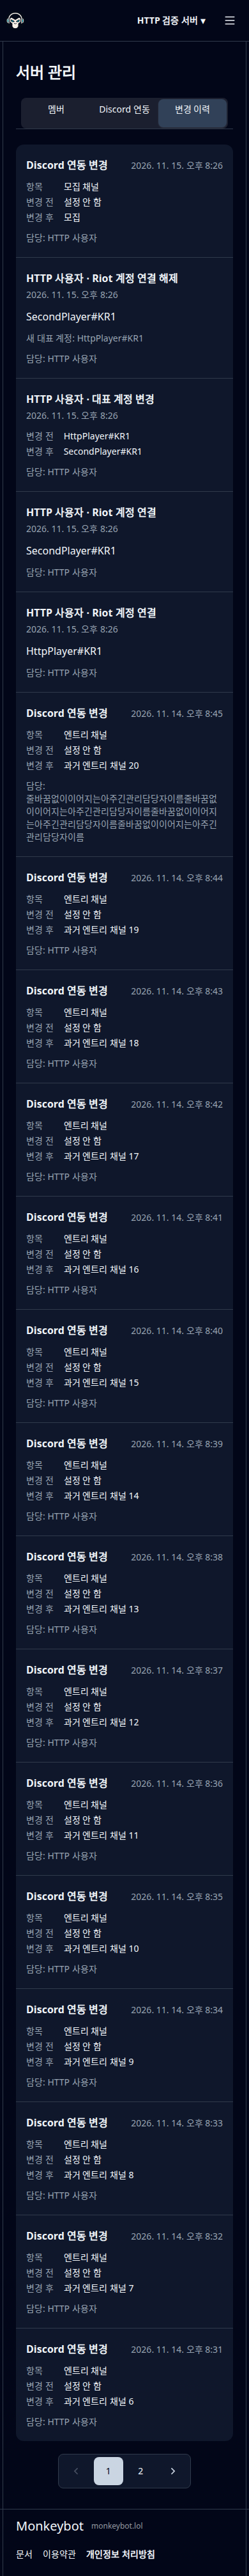 HTTP 검증 서버 ▾
서버 관리
멤버
Discord 연동
변경 이력
Discord 연동 변경
2026. 11. 15. 오후 8:26
항목 모집 채널
변경 전 설정 안 함
변경 후 모집
담당: HTTP 사용자
HTTP 사용자 · Riot 계정 연결 해제
2026. 11. 15. 오후 8:26
SecondPlayer#KR1
새 대표 계정: HttpPlayer#KR1
담당: HTTP 사용자
HTTP 사용자 · 대표 계정 변경
2026. 11. 15. 오후 8:26
변경 전 HttpPlayer#KR1
변경 후 SecondPlayer#KR1
담당: HTTP 사용자
HTTP 사용자 · Riot 계정 연결
2026. 11. 15. 오후 8:26
SecondPlayer#KR1
담당: HTTP 사용자
HTTP 사용자 · Riot 계정 연결
2026. 11. 15. 오후 8:26
HttpPlayer#KR1
담당: HTTP 사용자
Discord 연동 변경
2026. 11. 14. 오후 8:45
항목 엔트리 채널
변경 전 설정 안 함
변경 후 과거 엔트리 채널 20
담당:
줄바꿈없이이어지는아주긴관리담당자이름줄바꿈없
이이어지는아주긴관리담당자이름줄바꿈없이이어지
는아주긴관리담당자이름줄바꿈없이이어지는아주긴
관리담당자이름
Discord 연동 변경
2026. 11. 14. 오후 8:44
항목 엔트리 채널
변경 전 설정 안 함
변경 후 과거 엔트리 채널 19
담당: HTTP 사용자
Discord 연동 변경
2026. 11. 14. 오후 8:43
항목 엔트리 채널
변경 전 설정 안 함
변경 후 과거 엔트리 채널 18
담당: HTTP 사용자
Discord 연동 변경
2026. 11. 14. 오후 8:42
항목 엔트리 채널
변경 전 설정 안 함
변경 후 과거 엔트리 채널 17
담당: HTTP 사용자
Discord 연동 변경
2026. 11. 14. 오후 8:41
항목 엔트리 채널
변경 전 설정 안 함
변경 후 과거 엔트리 채널 16
담당: HTTP 사용자
Discord 연동 변경
2026. 11. 14. 오후 8:40
항목 엔트리 채널
변경 전 설정 안 함
변경 후 과거 엔트리 채널 15
담당: HTTP 사용자
Discord 연동 변경
2026. 11. 14. 오후 8:39
항목 엔트리 채널
변경 전 설정 안 함
변경 후 과거 엔트리 채널 14
담당: HTTP 사용자
Discord 연동 변경
2026. 11. 14. 오후 8:38
항목 엔트리 채널
변경 전 설정 안 함
변경 후 과거 엔트리 채널 13
담당: HTTP 사용자
Discord 연동 변경
2026. 11. 14. 오후 8:37
항목 엔트리 채널
변경 전 설정 안 함
변경 후 과거 엔트리 채널 12
담당: HTTP 사용자
Discord 연동 변경
2026. 11. 14. 오후 8:36
항목 엔트리 채널
변경 전 설정 안 함
변경 후 과거 엔트리 채널 11
담당: HTTP 사용자
Discord 연동 변경
2026. 11. 14. 오후 8:35
항목 엔트리 채널
변경 전 설정 안 함
변경 후 과거 엔트리 채널 10
담당: HTTP 사용자
Discord 연동 변경
2026. 11. 14. 오후 8:34
항목 엔트리 채널
변경 전 설정 안 함
변경 후 과거 엔트리 채널 9
담당: HTTP 사용자
Discord 연동 변경
2026. 11. 14. 오후 8:33
항목 엔트리 채널
변경 전 설정 안 함
변경 후 과거 엔트리 채널 8
담당: HTTP 사용자
Discord 연동 변경
2026. 11. 14. 오후 8:32
항목 엔트리 채널
변경 전 설정 안 함
변경 후 과거 엔트리 채널 7
담당: HTTP 사용자
Discord 연동 변경
2026. 11. 14. 오후 8:31
항목 엔트리 채널
변경 전 설정 안 함
변경 후 과거 엔트리 채널 6
담당: HTTP 사용자
1 2
Monkeybot monkeybot.lol
문서 이용약관 개인정보 처리방침